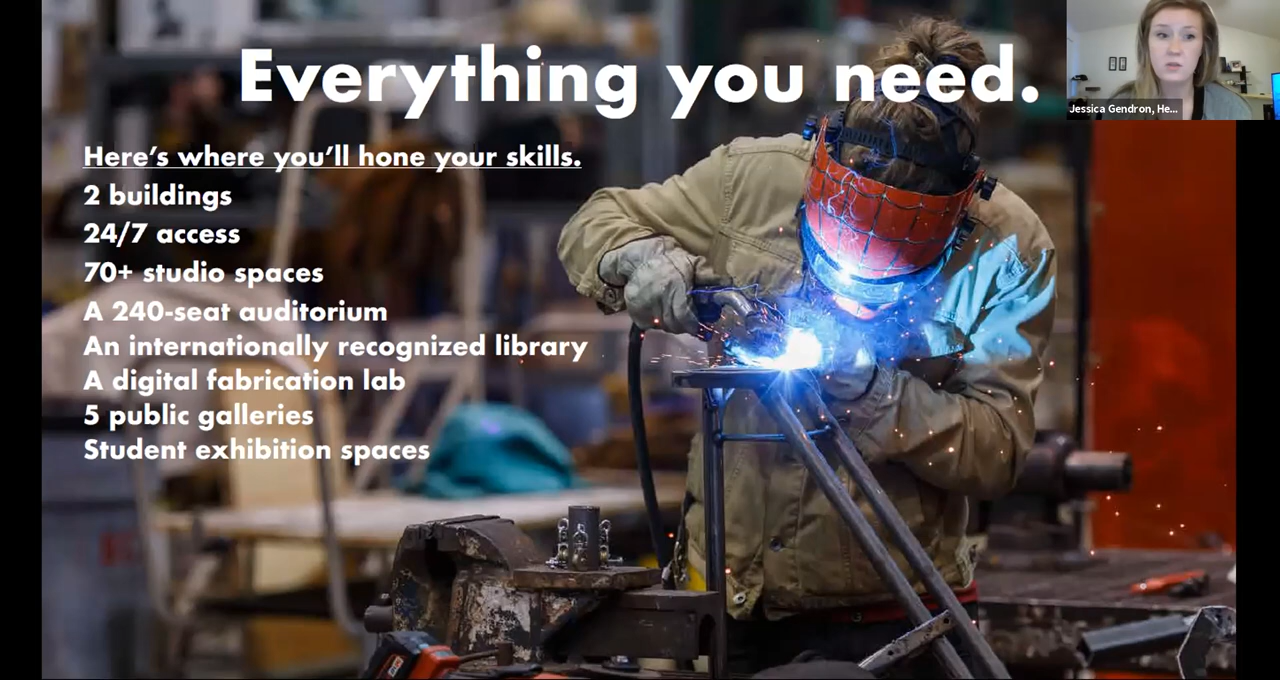 Everything you need.
Here’s where you’ll hone your skills.
2 buildings
24/7 access
70+ studio spaces
A 240-seat auditorium
An internationally recognized library
A digital fabrication lab
5 public galleries
Student exhibition spaces
Jessica Gendron, He...